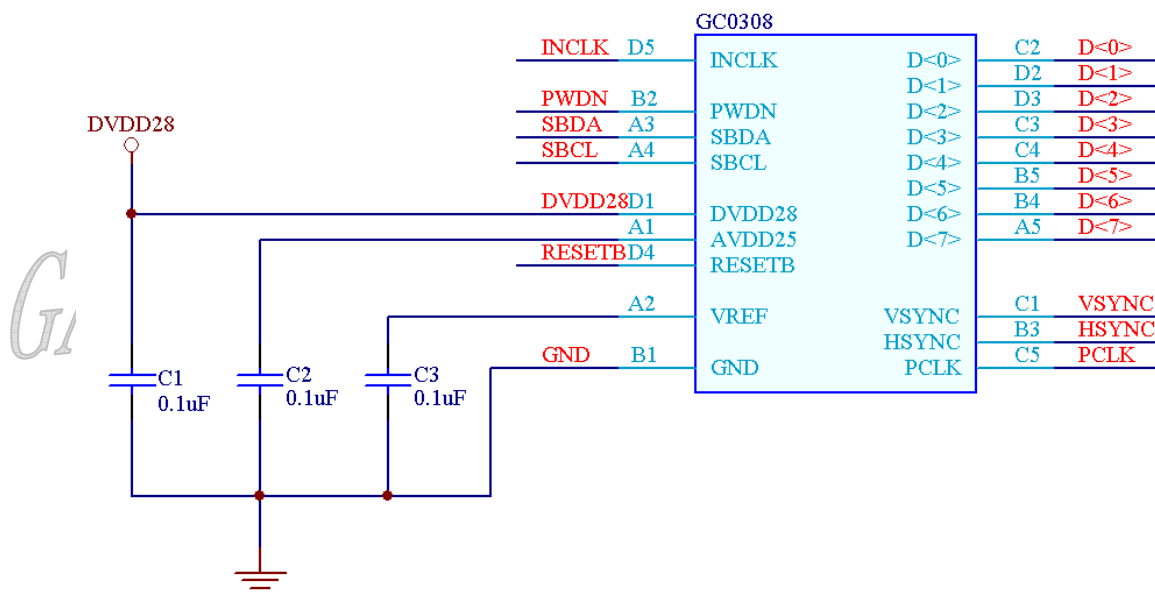 GC0308
INCLK D5 INCLK D<0> C2 D<0>
D<1> D2 D<1>
PWDN B2 PWDN D<2> D3 D<2>
SBDA A3 SBDA D<3> C3 D<3>
SBCL A4 SBCL D<4> C4 D<4>
D<5> B5 D<5>
DVDD28
DVDD28 D1 DVDD28 D<6> B4 D<6>
A1 AVDD25 D<7> A5 D<7>
RESETB D4 RESETB
A2 VREF VSYNC C1 VSYNC
HSYNC B3 HSYNC
GND B1 GND PCLK C5 PCLK
C1 C2 C3
0.1uF 0.1uF 0.1uF